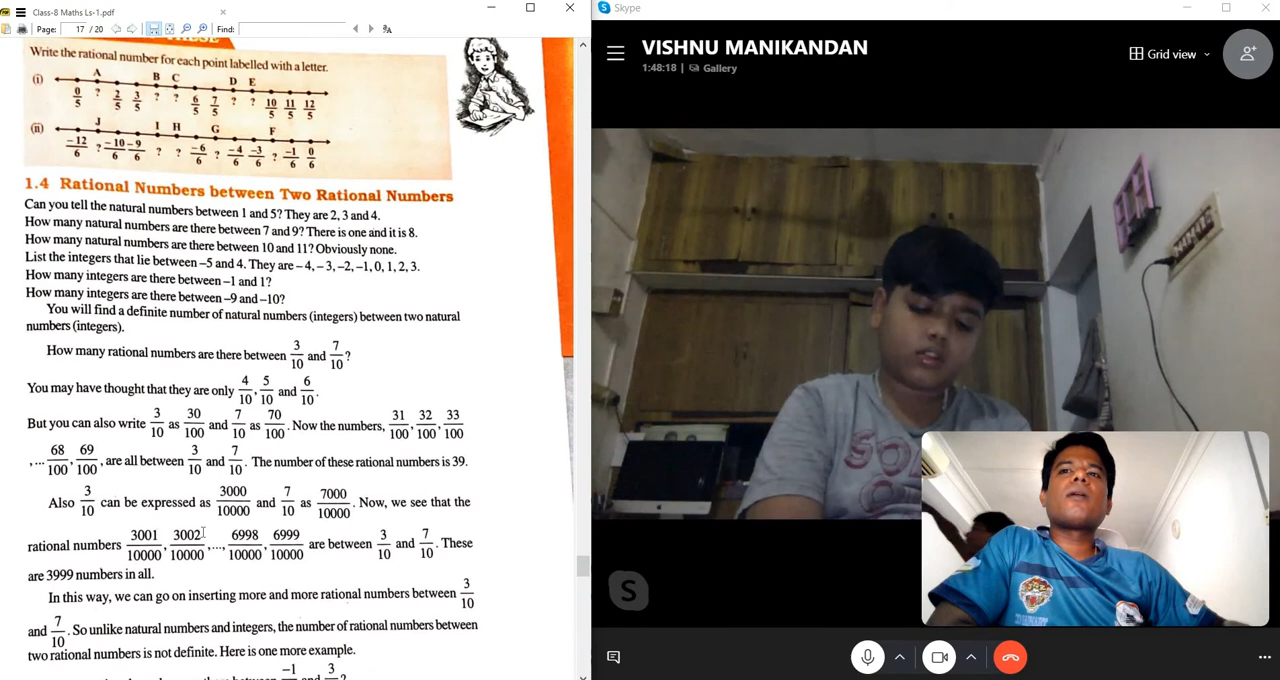 Class-8 Maths Ls-1.pdf
Page: 17 / 20 Find:
THESE
Write the rational number for each point labelled with a letter.
(i)
A B C D E
0/5 ? 2/5 3/5 ? ? 6/5 7/5 ? ? 10/5 11/5 12/5
(ii)
J I H G F
-12/6 ? -10/6 -9/6 ? ? -6/6 ? -4/6 -3/6 ? -1/6 0/6
1.4 Rational Numbers between Two Rational Numbers
Can you tell the natural numbers between 1 and 5? They are 2, 3 and 4.
How many natural numbers are there between 7 and 9? There is one and it is 8.
How many natural numbers are there between 10 and 11? Obviously none.
List the integers that lie between –5 and 4. They are – 4, – 3, –2, –1, 0, 1, 2, 3.
How many integers are there between –1 and 1?
How many integers are there between –9 and –10?
You will find a definite number of natural numbers (integers) between two natural
numbers (integers).
How many rational numbers are there between 3/10 and 7/10?
You may have thought that they are only 4/10, 5/10 and 6/10.
But you can also write 3/10 as 30/100 and 7/10 as 70/100. Now the numbers, 31/100, 32/100, 33/100
, ... 68/100, 69/100, are all between 3/10 and 7/10. The number of these rational numbers is 39.
Also 3/10 can be expressed as 3000/10000 and 7/10 as 7000/10000. Now, we see that the
rational numbers 3001/10000, 3002/10000, ..., 6998/10000, 6999/10000 are between 3/10 and 7/10. These
are 3999 numbers in all.
In this way, we can go on inserting more and more rational numbers between 3/10
and 7/10. So unlike natural numbers and integers, the number of rational numbers between
two rational numbers is not definite. Here is one more example.
-1 and 3 ?
Skype
VISHNU MANIKANDAN
1:48:18 | Gallery
Grid view
S